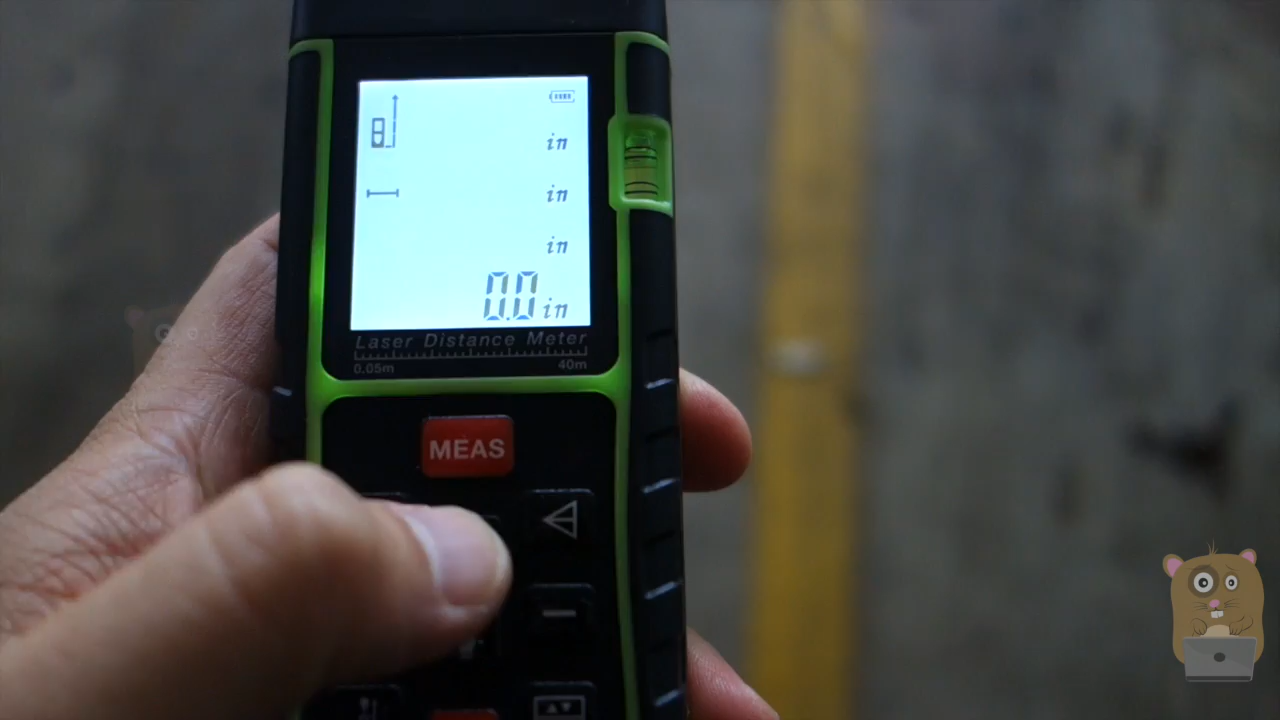 in
in
in
0.0 in
Laser Distance Meter
0.05m 40m
MEAS